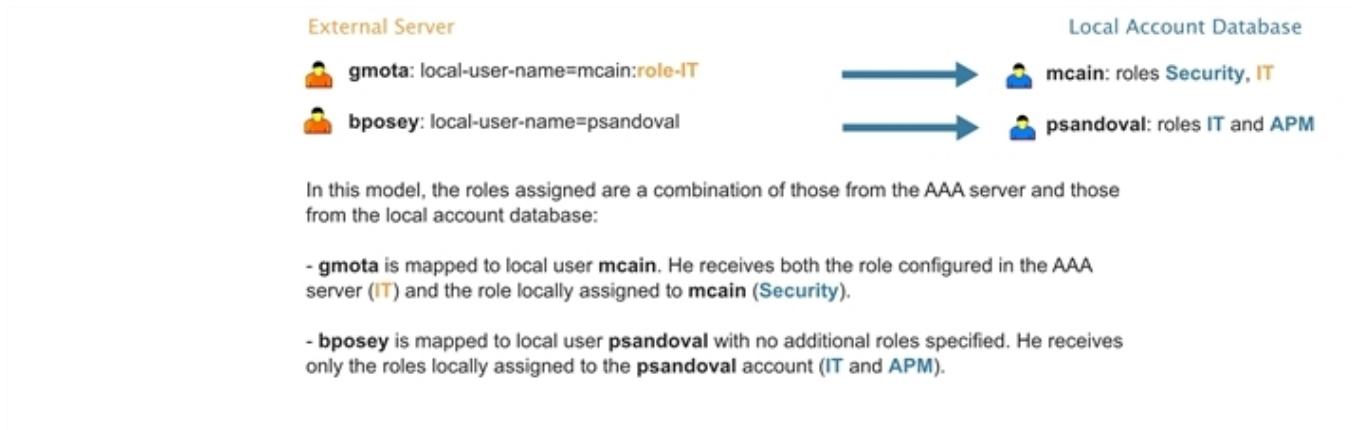 External Server
Local Account Database
gmota: local-user-name=mcain:role-IT
mcain: roles Security, IT
bposey: local-user-name=psandoval
psandoval: roles IT and APM
In this model, the roles assigned are a combination of those from the AAA server and those
from the local account database:
- gmota is mapped to local user mcain. He receives both the role configured in the AAA
server (IT) and the role locally assigned to mcain (Security).
- bposey is mapped to local user psandoval with no additional roles specified. He receives
only the roles locally assigned to the psandoval account (IT and APM).